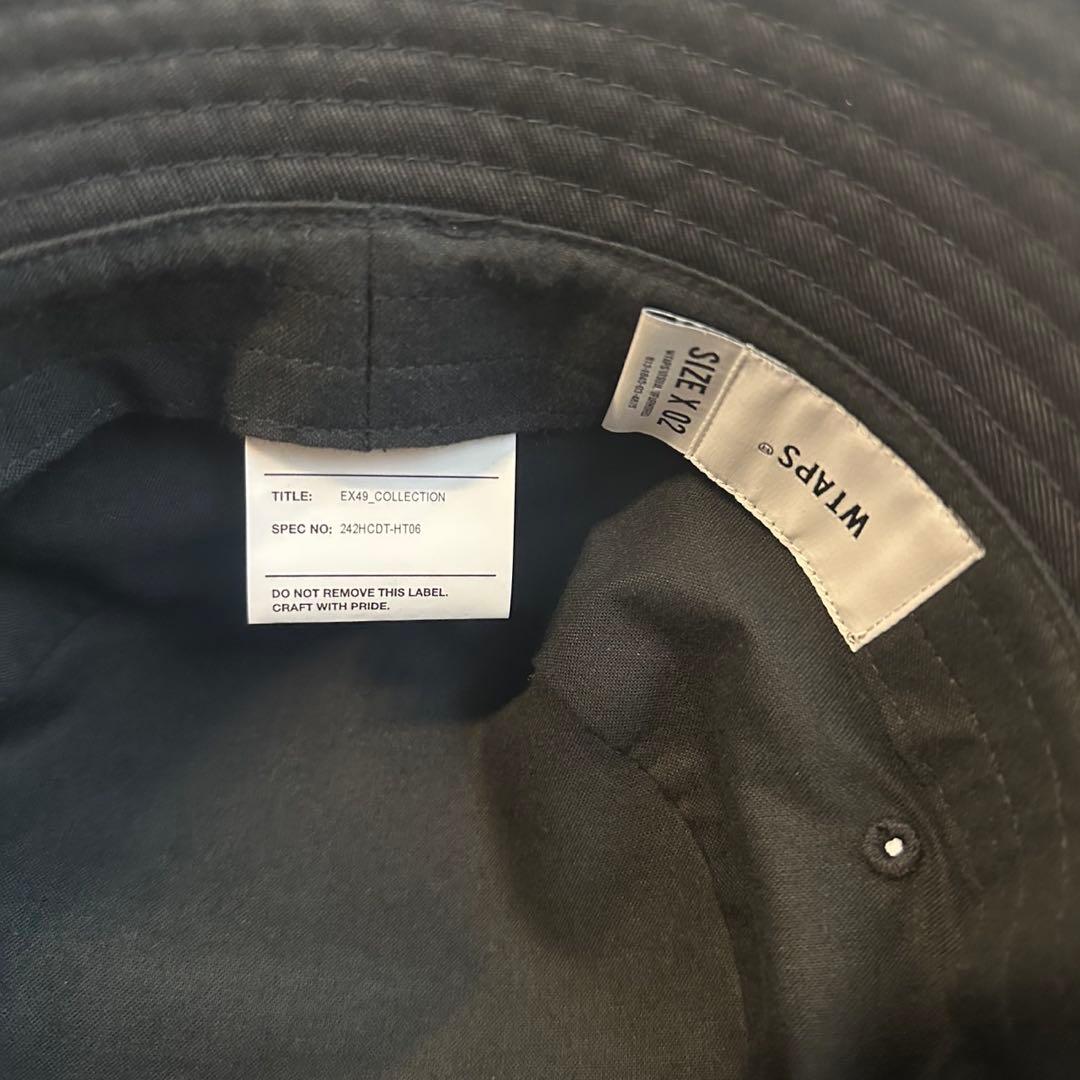 TITLE: EX49_COLLECTION
SPEC NO: 242HCDT-HT06
DO NOT REMOVE THIS LABEL.
CRAFT WITH PRIDE.
SIZE X 02
WTAPS